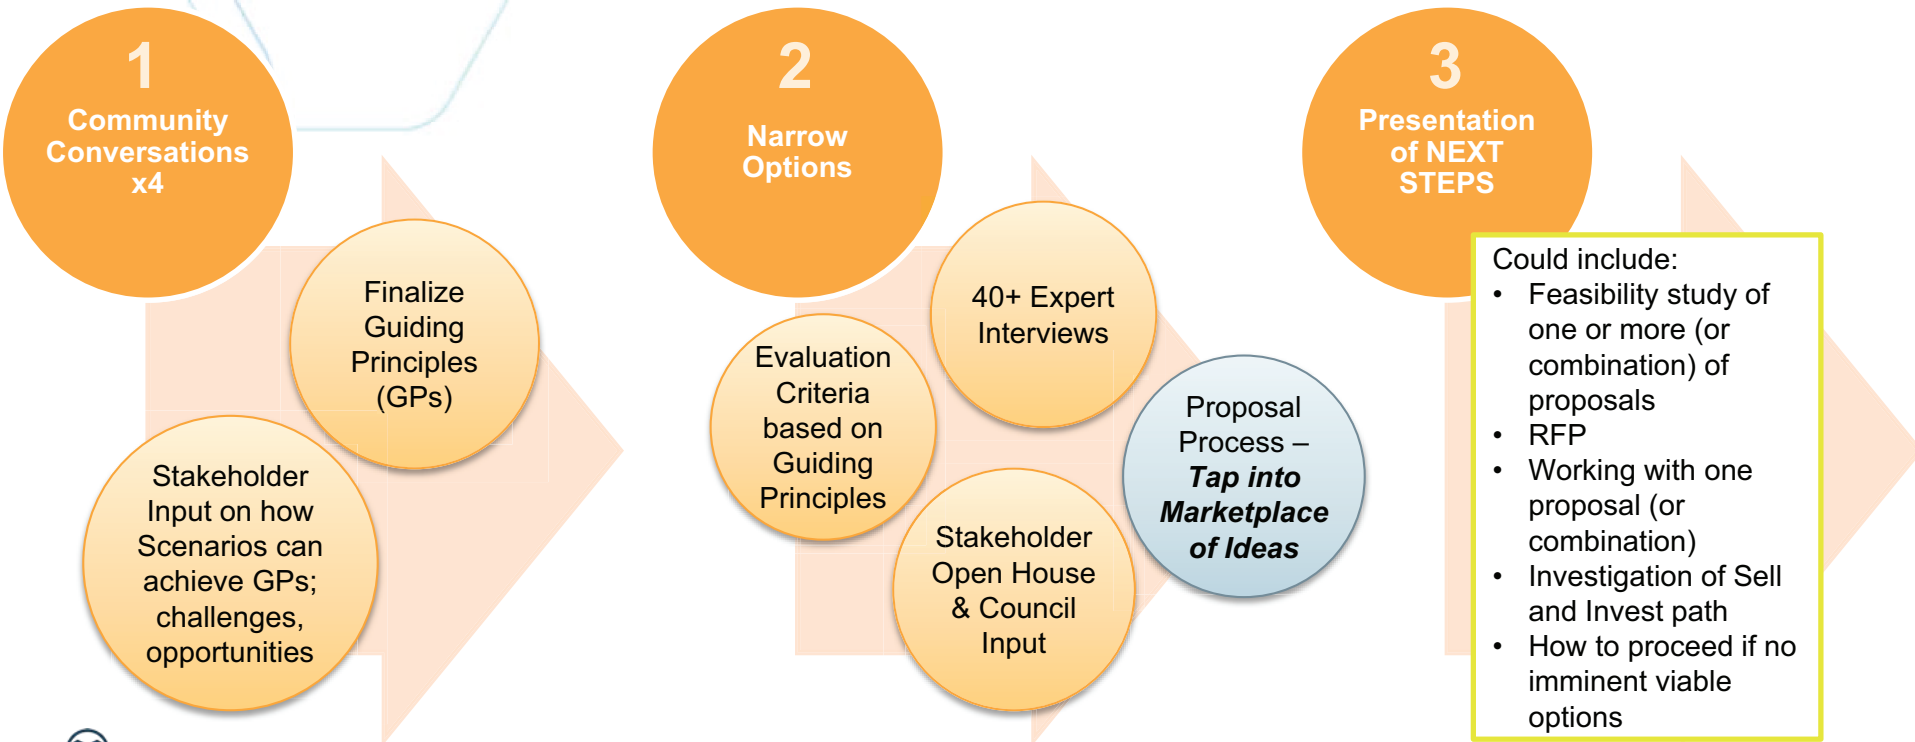 1
Community
Conversations
x4
Finalize
Guiding
Principles
(GPs)
Stakeholder
Input on how
Scenarios can
achieve GPs;
challenges,
opportunities
2
Narrow
Options
40+ Expert
Interviews
Evaluation
Criteria
based on
Guiding
Principles
Stakeholder
Open House
& Council
Input
Proposal
Process –
Tap into
Marketplace
of Ideas
3
Presentation
of NEXT
STEPS
Could include:
• Feasibility study of
one or more (or
combination) of
proposals
• RFP
• Working with one
proposal (or
combination)
• Investigation of Sell
and Invest path
• How to proceed if no
imminent viable
options